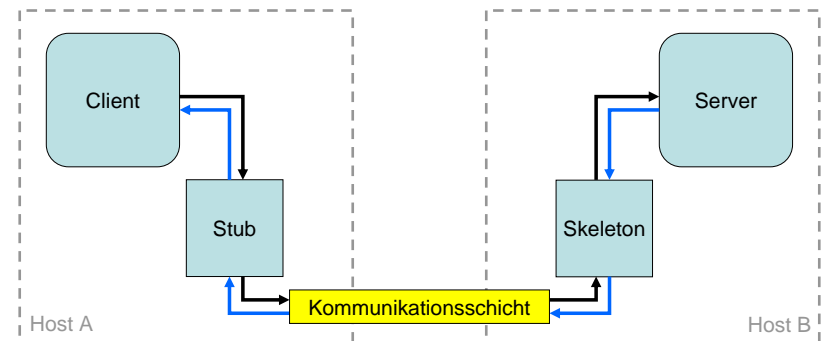 Client
Server
Stub
Skeleton
Kommunikationsschicht
Host A
Host B